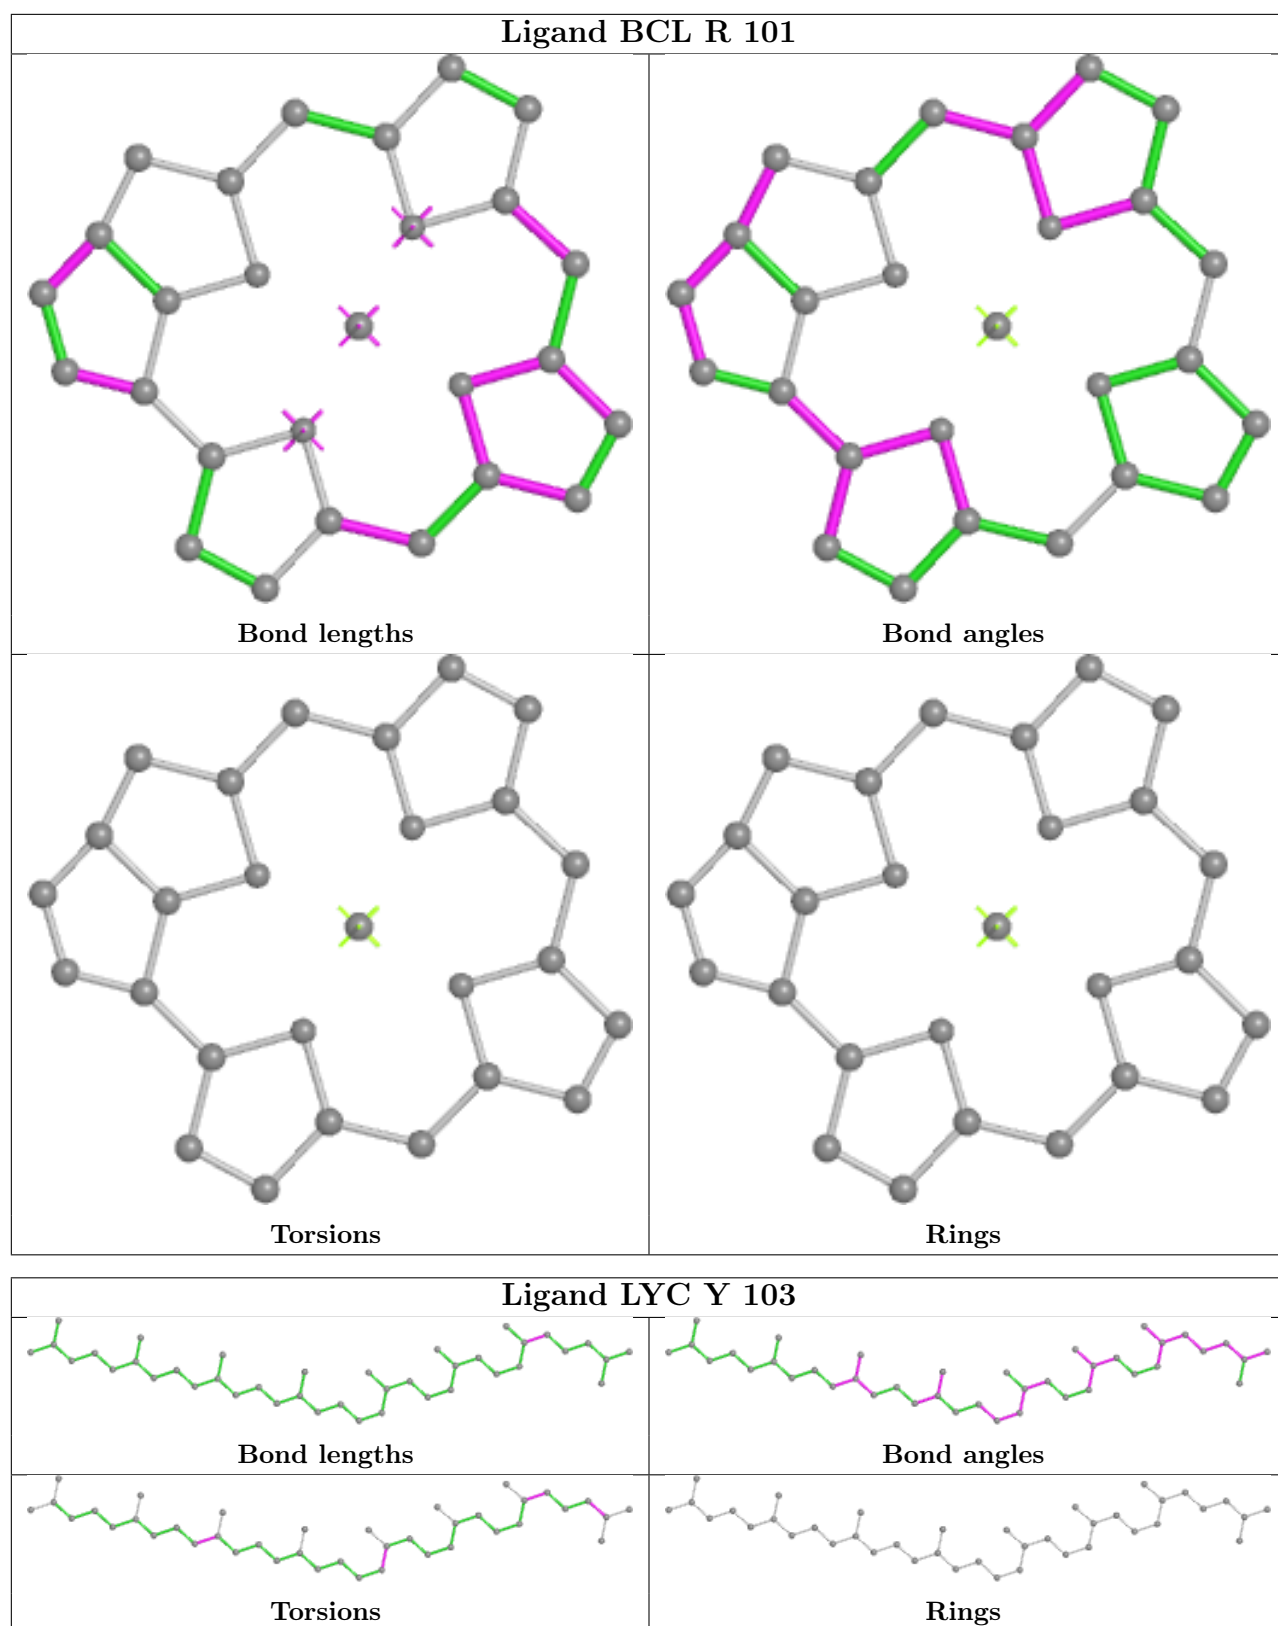 Ligand BCL R 101
Bond lengths
Bond angles
Torsions
Rings
Ligand LYC Y 103
Bond lengths
Bond angles
Torsions
Rings